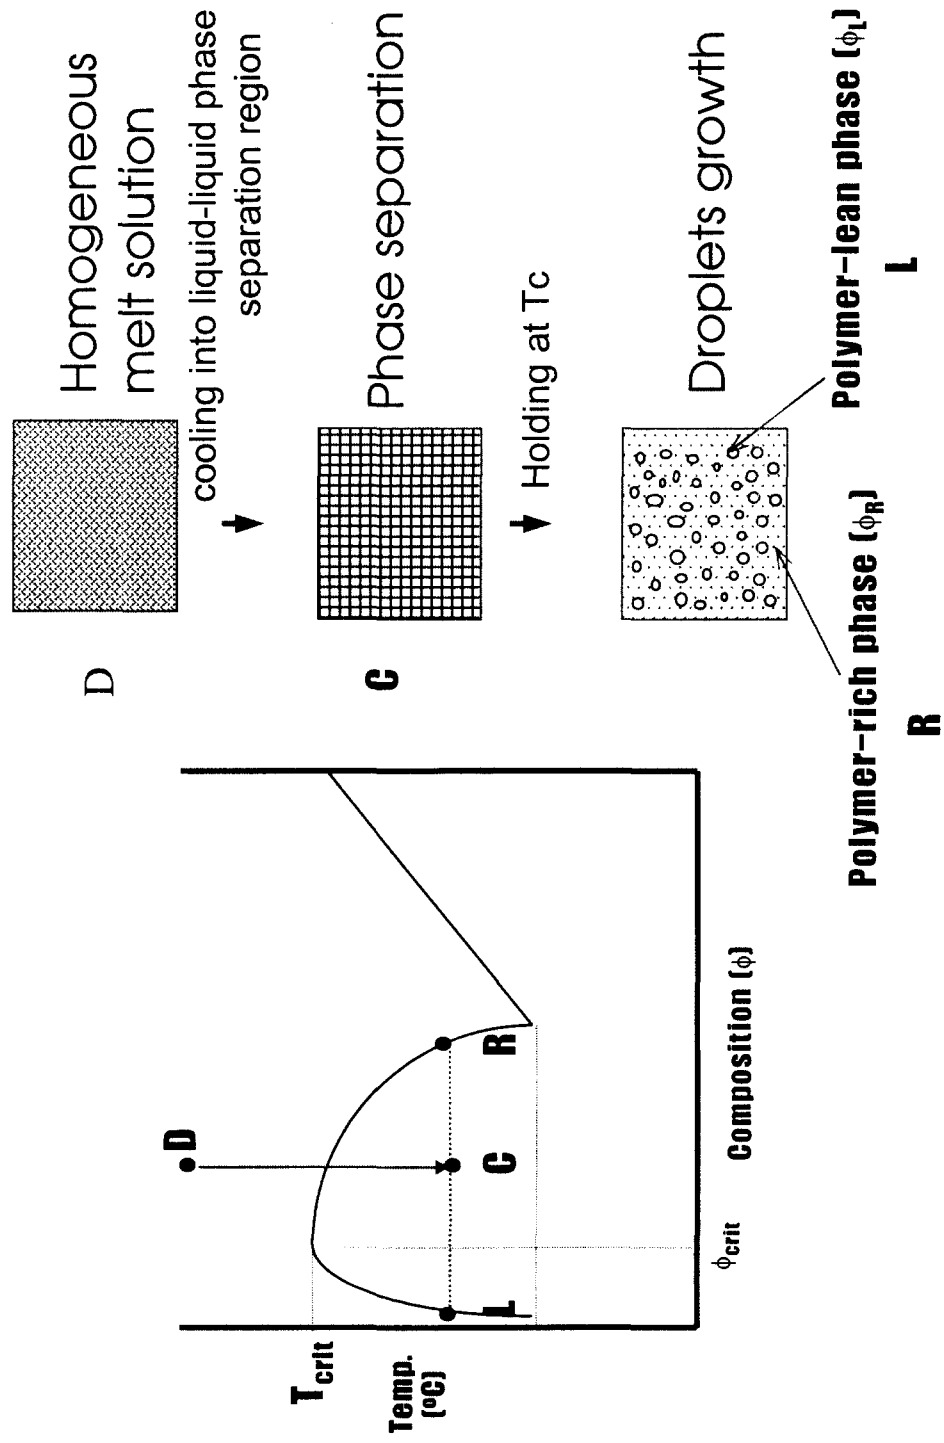 T crit
Temp.
(ºC)
D
L
C
R
ϕcrit
Composition (ϕ)
D
Homogeneous
melt solution
cooling into liquid-liquid phase
separation region
C
Phase separation
Holding at Tc
Droplets growth
Polymer-rich phase (ϕR)
R
Polymer-lean phase (ϕL)
L